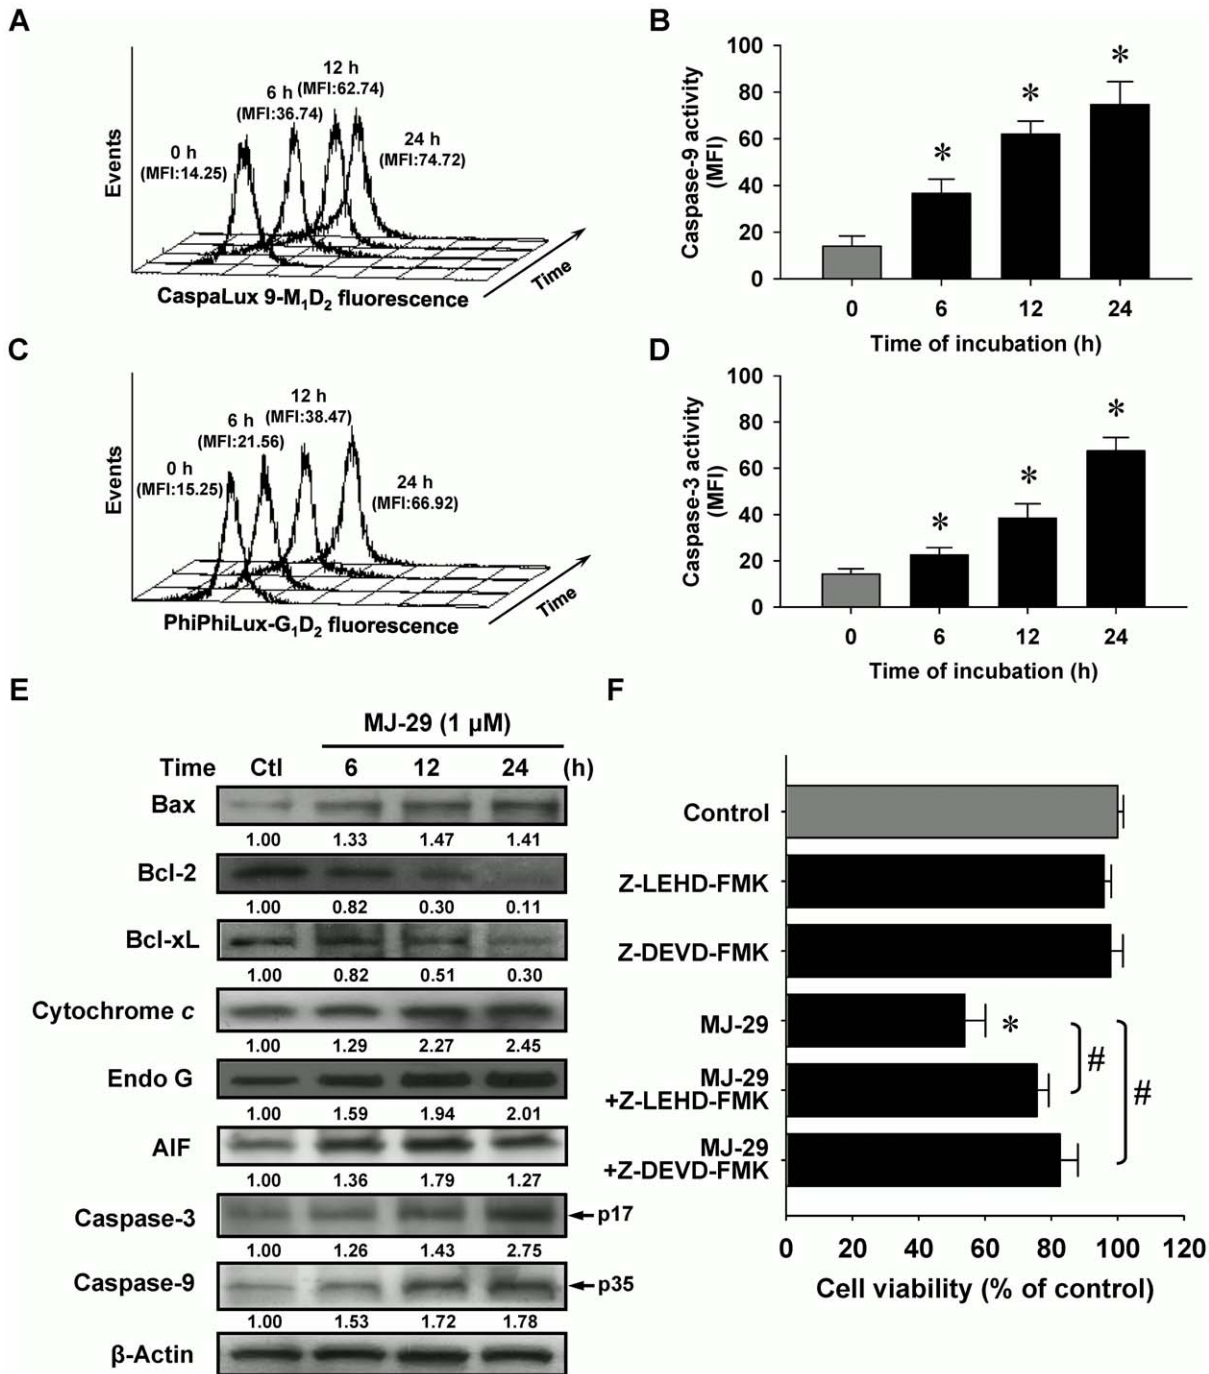 A
0 h
(MFI:14.25)
6 h
(MFI:36.74)
12 h
(MFI:62.74)
24 h
(MFI:74.72)
Events
Time
CaspaLux 9-M₁D₂ fluorescence
B
Caspase-9 activity
(MFI)
100
80
60
40
20
0
0 6 12 24
Time of incubation (h)
C
0 h
(MFI:15.25)
6 h
(MFI:21.56)
12 h
(MFI:38.47)
24 h
(MFI:66.92)
Events
Time
PhiPhiLux-G₁D₂ fluorescence
D
Caspase-3 activity
(MFI)
100
80
60
40
20
0
0 6 12 24
Time of incubation (h)
*
*
*
*
*
*
E
MJ-29 (1 µM)
Time Ctl 6 12 24 (h)
Bax
1.00 1.33 1.47 1.41
Bcl-2
1.00 0.82 0.30 0.11
Bcl-xL
1.00 0.82 0.51 0.30
Cytochrome c
1.00 1.29 2.27 2.45
Endo G
1.00 1.59 1.94 2.01
AIF
1.00 1.36 1.79 1.27
Caspase-3 p17
1.00 1.26 1.43 2.75
Caspase-9 p35
1.00 1.53 1.72 1.78
β-Actin
F
Control
Z-LEHD-FMK
Z-DEVD-FMK
MJ-29 *
MJ-29
+Z-LEHD-FMK
MJ-29
+Z-DEVD-FMK
#
#
0 20 40 60 80 100 120
Cell viability (% of control)